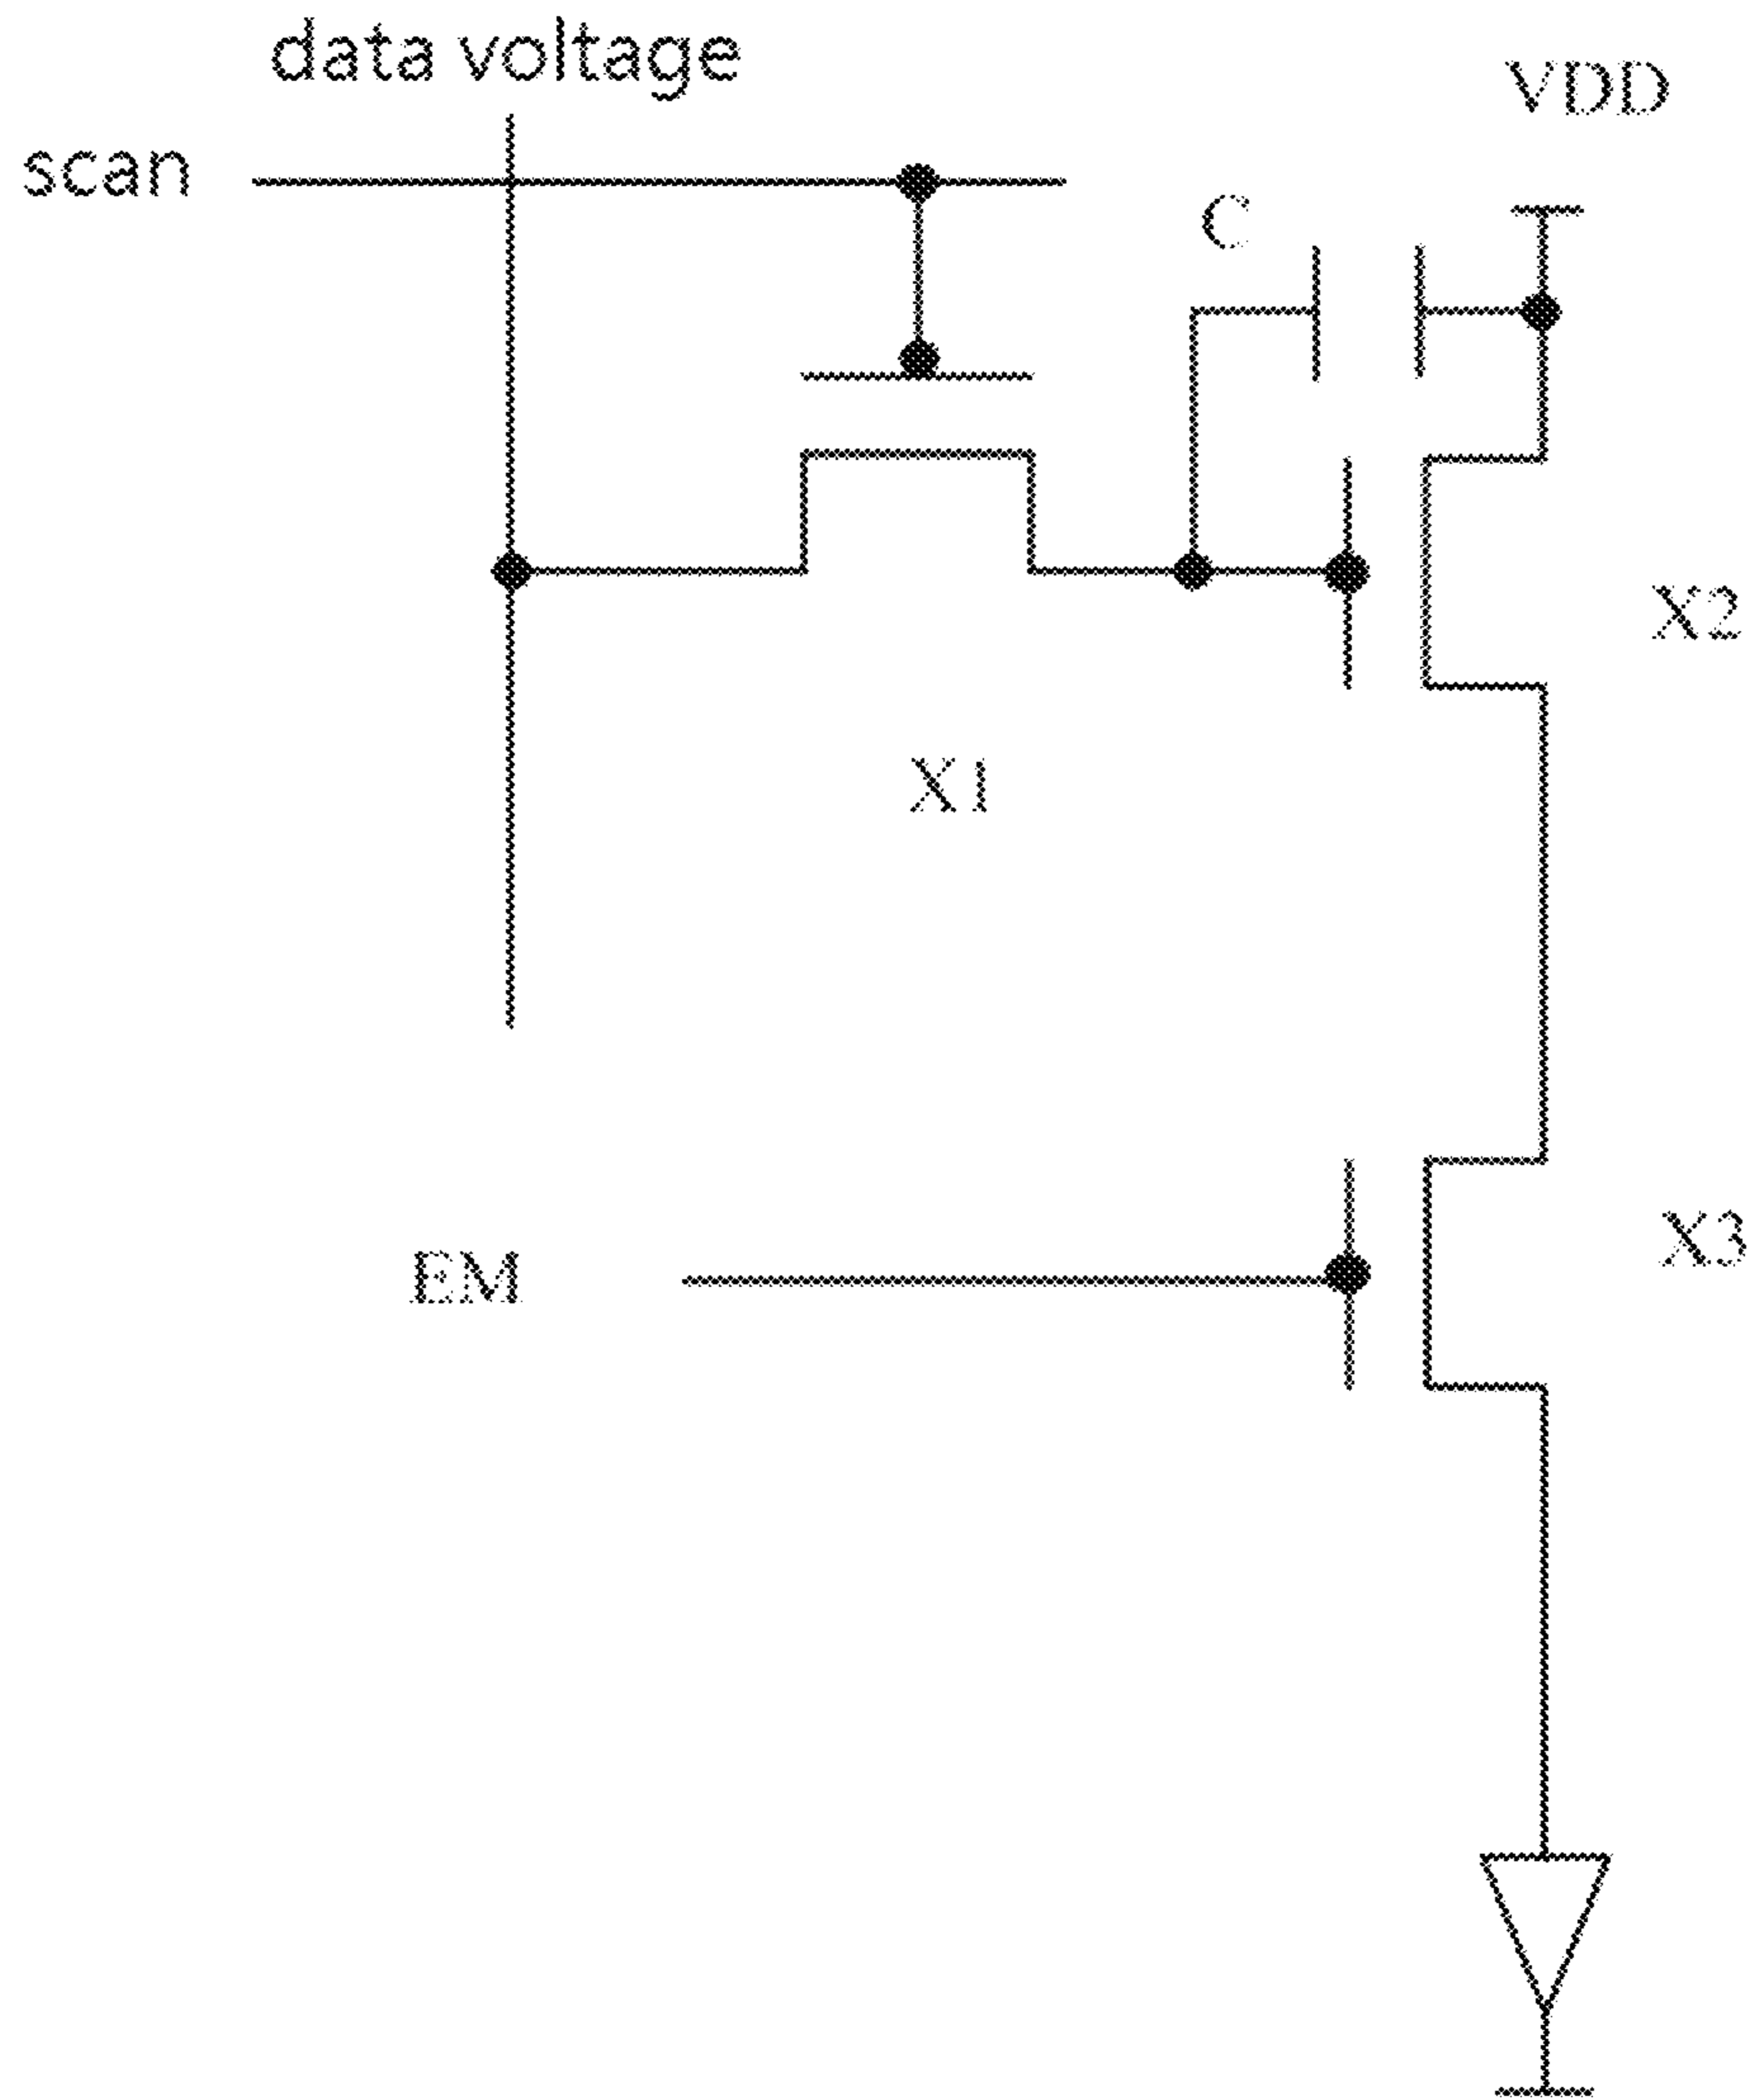 data voltage
VDD
scan
C
X2
X1
X3
EM